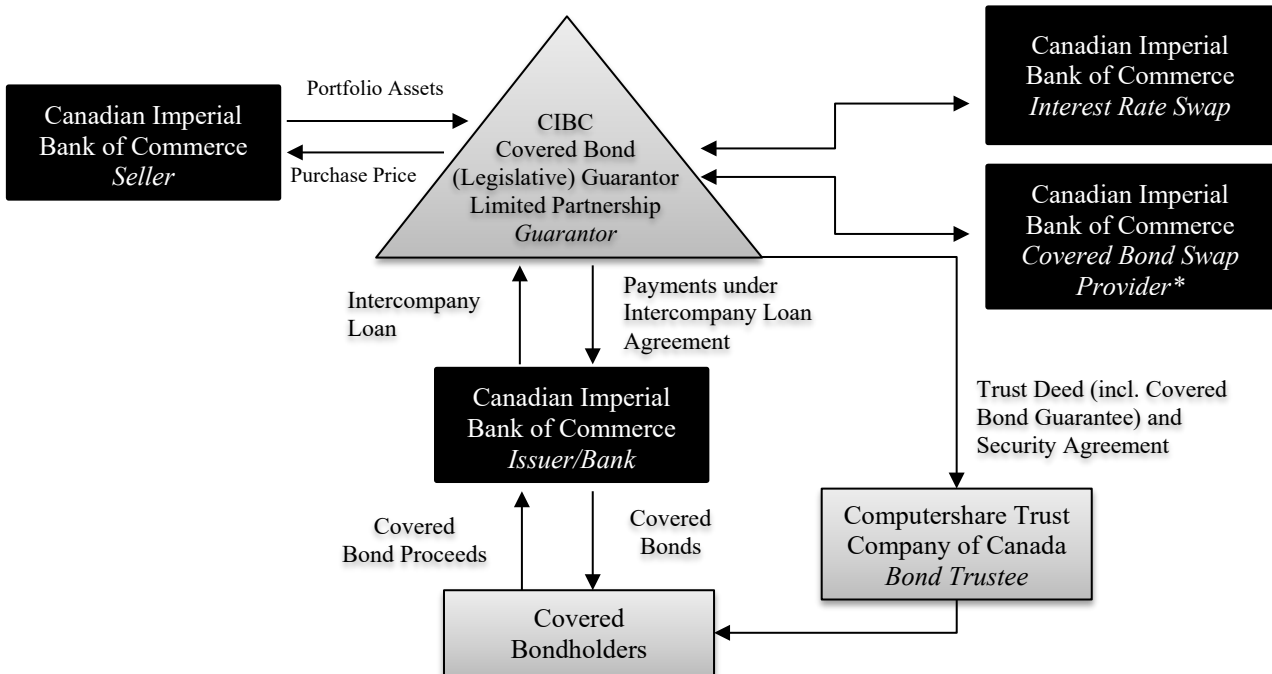 Canadian Imperial
Bank of Commerce
Seller
Portfolio Assets
Purchase Price
CIBC
Covered Bond
(Legislative) Guarantor
Limited Partnership
Guarantor
Canadian Imperial
Bank of Commerce
Interest Rate Swap
Canadian Imperial
Bank of Commerce
Covered Bond Swap
Provider*
Intercompany
Loan
Payments under
Intercompany Loan
Agreement
Canadian Imperial
Bank of Commerce
Issuer/Bank
Trust Deed (incl. Covered
Bond Guarantee) and
Security Agreement
Covered
Bond Proceeds
Covered
Bonds
Computershare Trust
Company of Canada
Bond Trustee
Covered
Bondholders